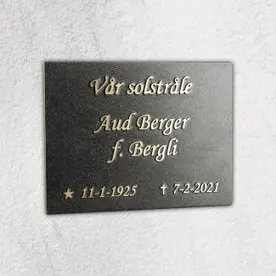 Vår solstråle
Aud Berger
f. Bergli
★ 11-1-1925 ✝ 7-2-2021